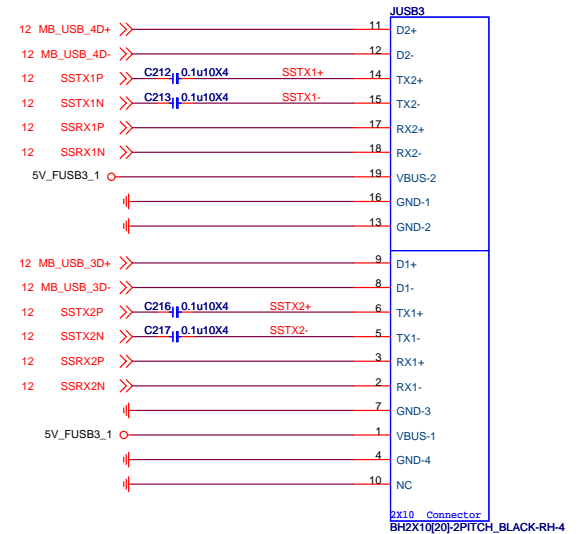 JUSB3
12 MB_USB_4D+ 11 D2+
12 MB_USB_4D- 12 D2-
12 SSTX1P C212 0.1u10X4 SSTX1+ 14 TX2+
12 SSTX1N C213 0.1u10X4 SSTX1- 15 TX2-
12 SSRX1P 17 RX2+
12 SSRX1N 18 RX2-
5V_FUSB3_1 19 VBUS-2
16 GND-1
13 GND-2
12 MB_USB_3D+ 9 D1+
12 MB_USB_3D- 8 D1-
12 SSTX2P C216 0.1u10X4 SSTX2+ 6 TX1+
12 SSTX2N C217 0.1u10X4 SSTX2- 5 TX1-
12 SSRX2P 3 RX1+
12 SSRX2N 2 RX1-
7 GND-3
5V_FUSB3_1 1 VBUS-1
4 GND-4
10 NC
2X10 Connector
BH2X10[20]-2PITCH_BLACK-RH-4